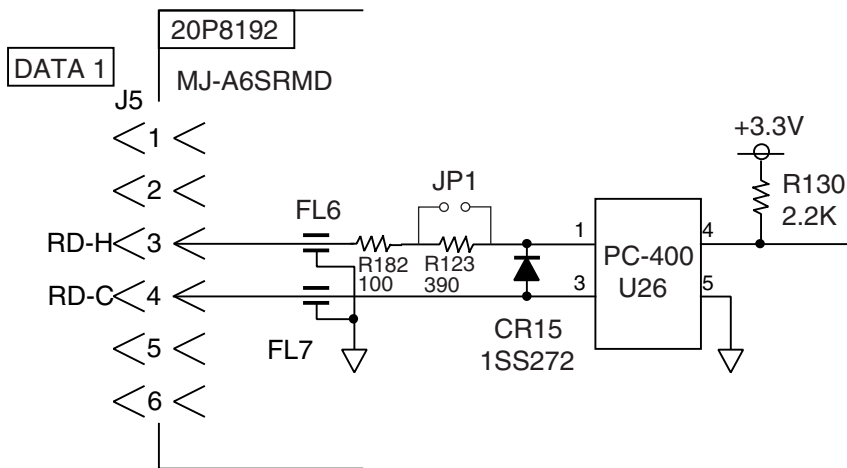 20P8192
DATA 1
MJ-A6SRMD
J5
1
2
RD-H 3
RD-C 4
5
6
FL6
FL7
JP1
R182
100
R123
390
CR15
1SS272
1
3
PC-400
U26
4
5
+3.3V
R130
2.2K